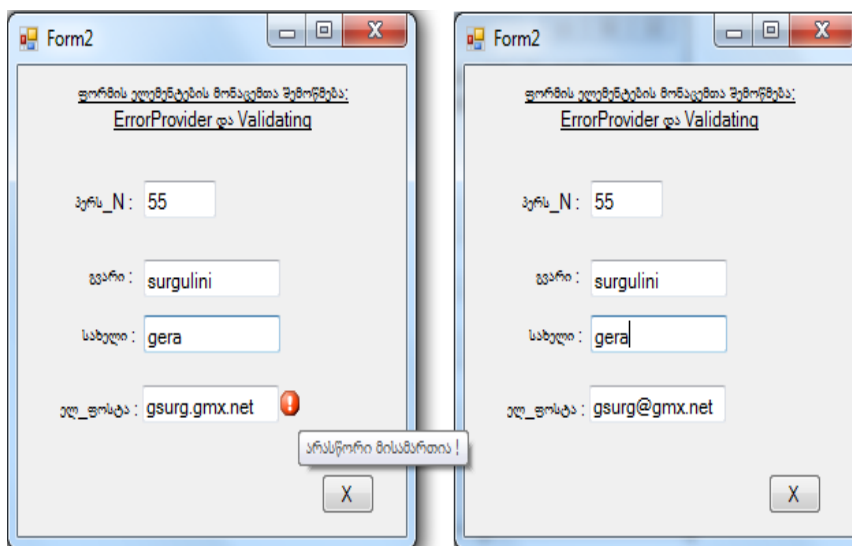 Form2
X
ფორმის ელემენტების მონაცემთა შემოწმება:
ErrorProvider და Validating
პერს_N : 55
გვარი : surgulini
სახელი : gera
ელ_ფოსტა : gsurg.gmx.net
არასწორი მისამართია !
X
Form2
X
ფორმის ელემენტების მონაცემთა შემოწმება:
ErrorProvider და Validating
პერს_N : 55
გვარი : surgulini
სახელი : gera
ელ_ფოსტა : gsurg@gmx.net
X